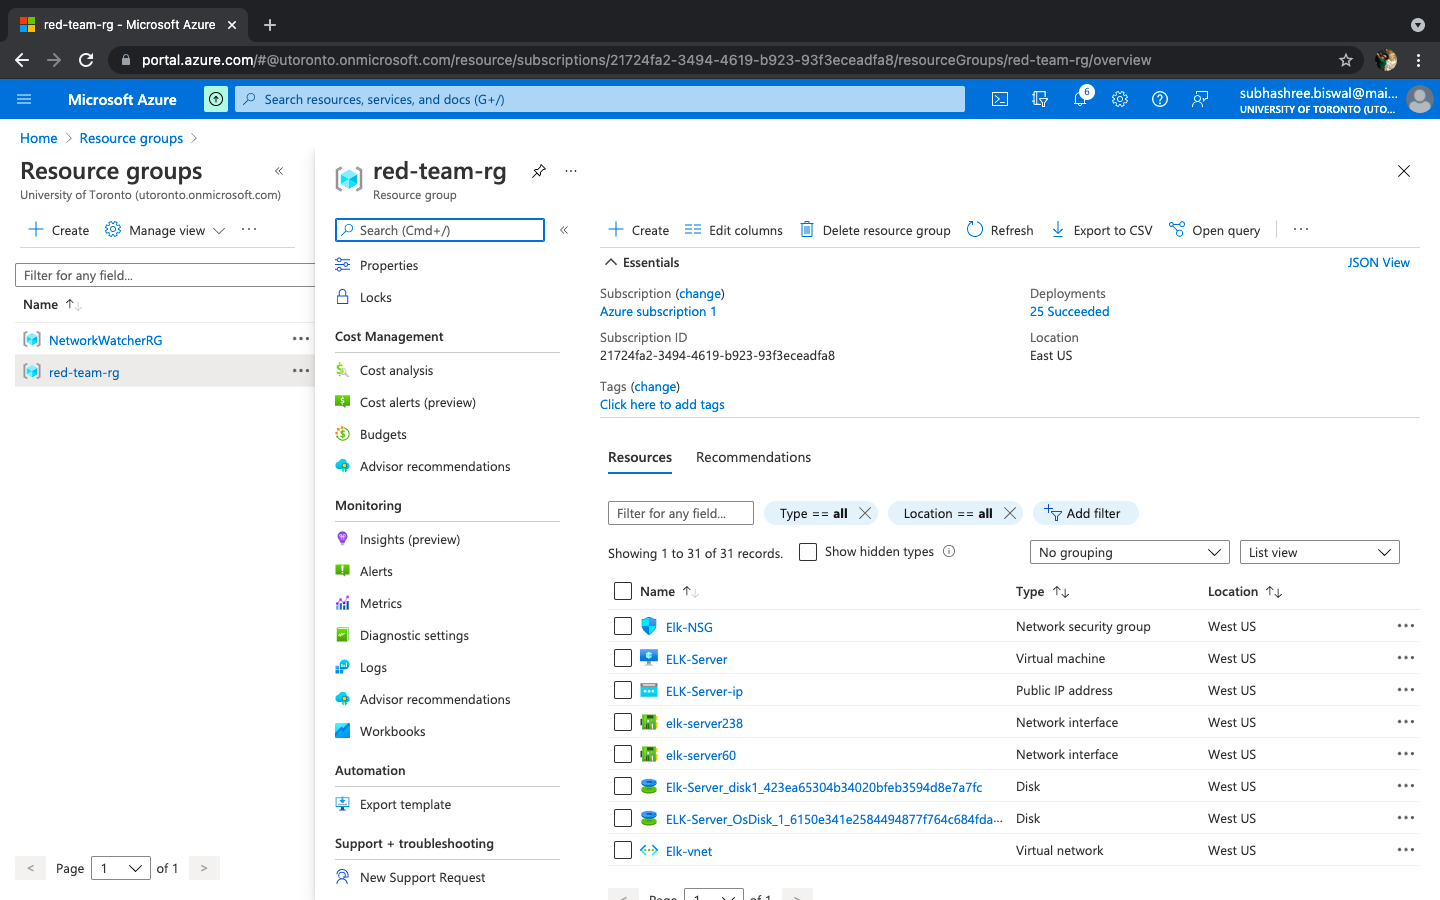 red-team-rg - Microsoft Azure
portal.azure.com/#@utoronto.onmicrosoft.com/resource/subscriptions/21724fa2-3494-4619-b923-93f3eceadfa8/resourceGroups/red-team-rg/overview
Microsoft Azure
Search resources, services, and docs (G+/)
6
subhashree.biswal@mai...
UNIVERSITY OF TORONTO (UTO...
Home > Resource groups >
Resource groups
University of Toronto (utoronto.onmicrosoft.com)
Create
Manage view
Filter for any field...
Name
NetworkWatcherRG
red-team-rg
Page 1 of 1
red-team-rg
Resource group
Search (Cmd+/)
Properties
Locks
Cost Management
Cost analysis
Cost alerts (preview)
Budgets
Advisor recommendations
Monitoring
Insights (preview)
Alerts
Metrics
Diagnostic settings
Logs
Advisor recommendations
Workbooks
Automation
Export template
Support + troubleshooting
New Support Request
Create
Edit columns
Delete resource group
Refresh
Export to CSV
Open query
Essentials
JSON View
Subscription (change)
Azure subscription 1
Subscription ID
21724fa2-3494-4619-b923-93f3eceadfa8
Tags (change)
Click here to add tags
Deployments
25 Succeeded
Location
East US
Resources
Recommendations
Filter for any field...
Type == all
Location == all
Add filter
Showing 1 to 31 of 31 records.
Show hidden types
No grouping
List view
Name Type Location
Elk-NSG Network security group West US
ELK-Server Virtual machine West US
ELK-Server-ip Public IP address West US
elk-server238 Network interface West US
elk-server60 Network interface West US
Elk-Server_disk1_423ea65304b34020bfeb3594d8e7a7fc Disk West US
ELK-Server_OsDisk_1_6150e341e2584494877f764c684fda... Disk West US
Elk-vnet Virtual network West US
Page 1 of 1